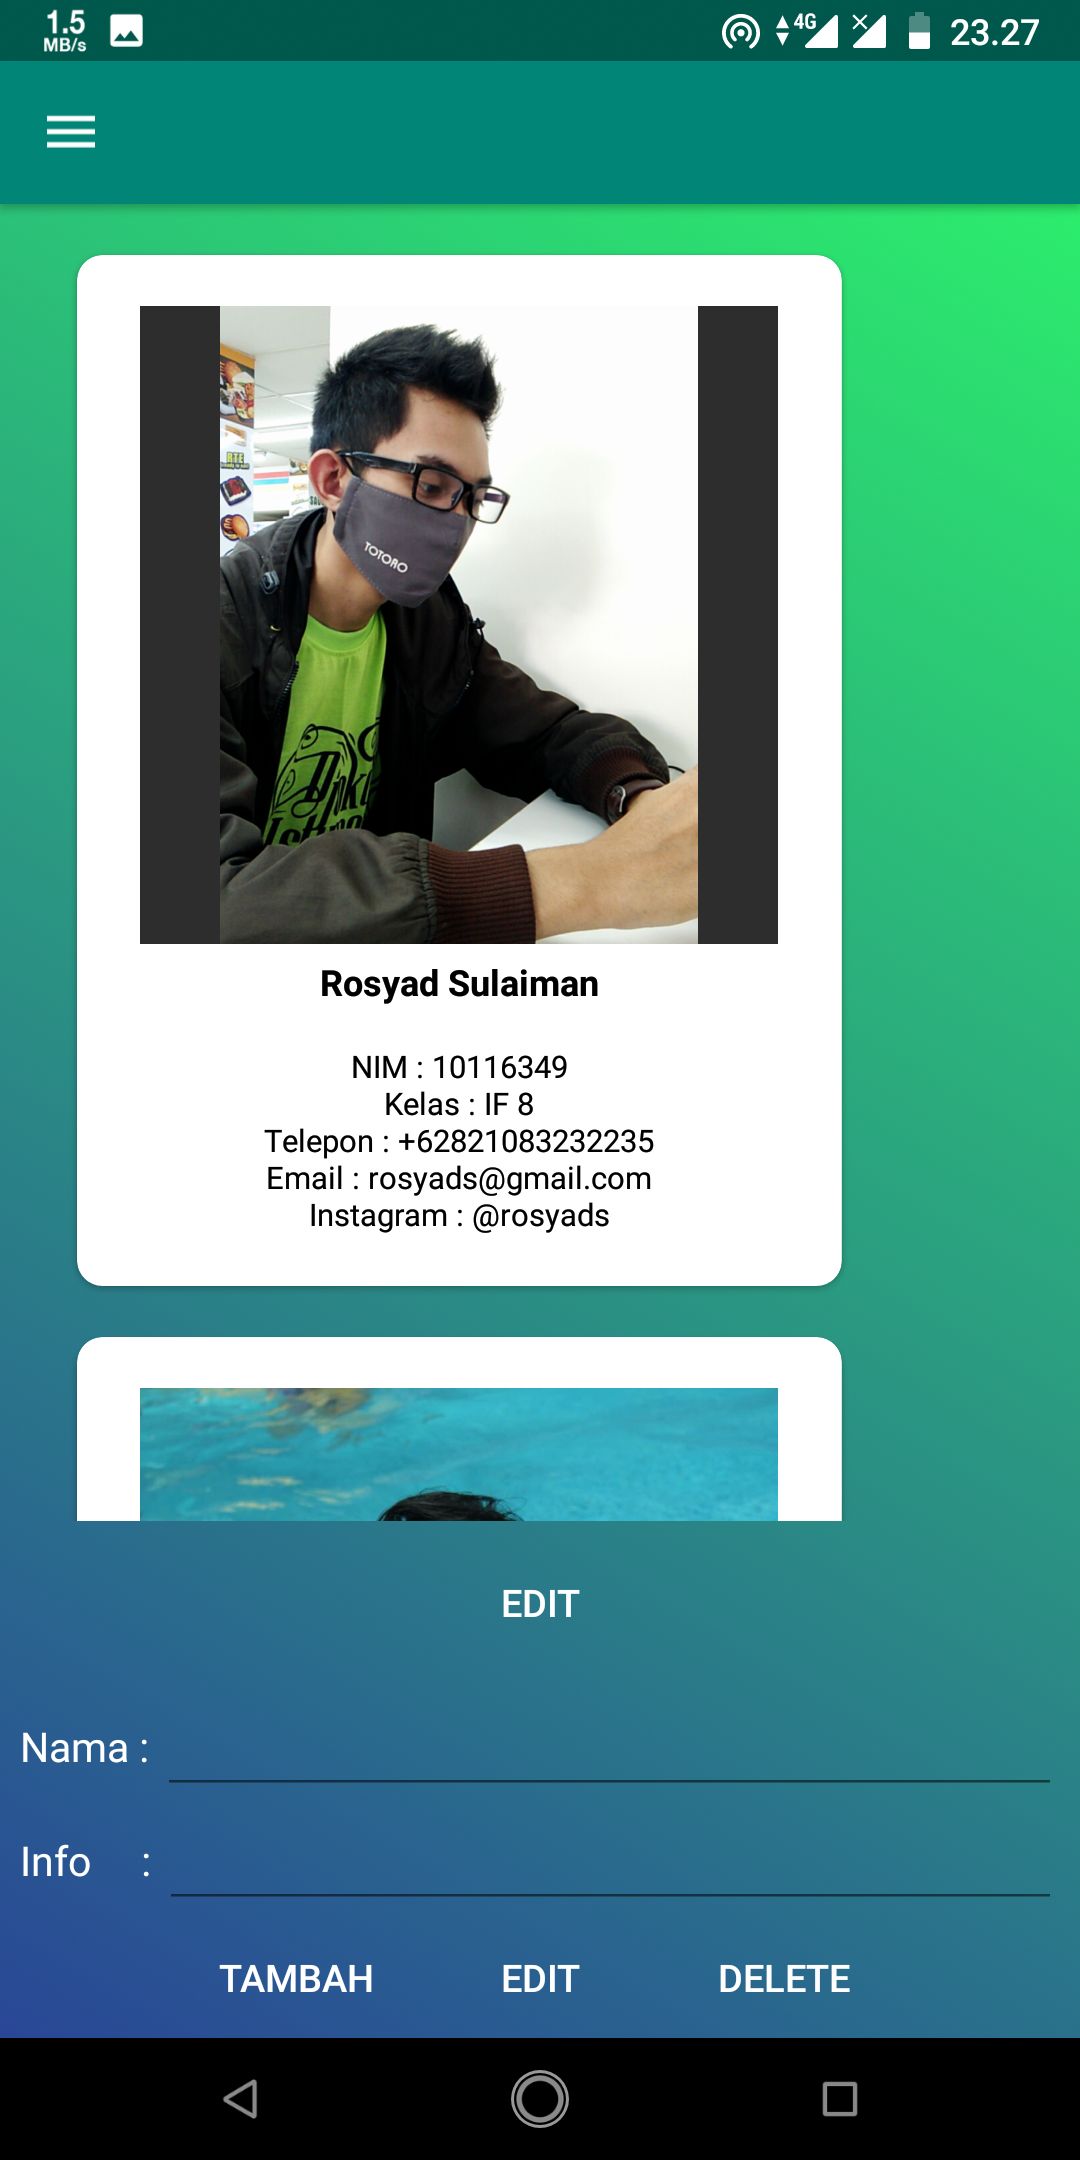 1.5
MB/s
4G
23.27
RTE
TOTORO
Rosyad Sulaiman
NIM : 10116349
Kelas : IF 8
Telepon : +62821083232235
Email : rosyads@gmail.com
Instagram : @rosyads
EDIT
Nama :
Info :
TAMBAH EDIT DELETE